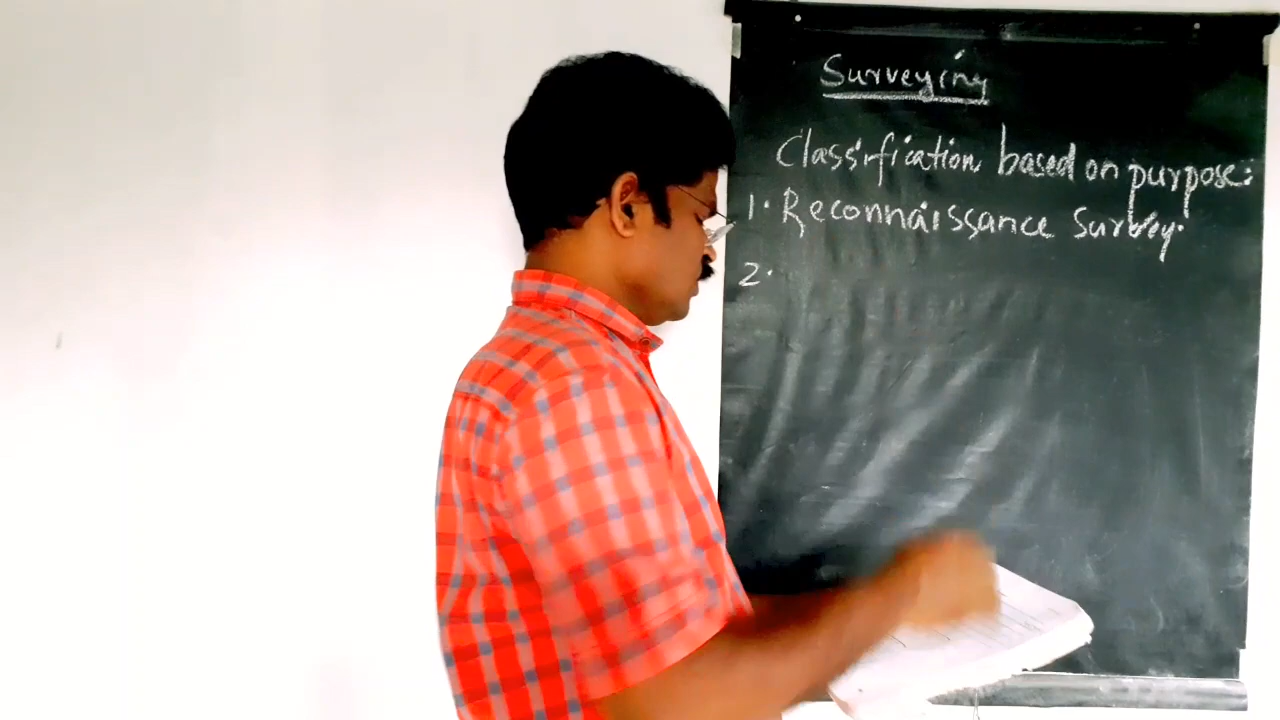 Surveying
Classification based on purpose:
1. Reconnaissance Survey.
2.